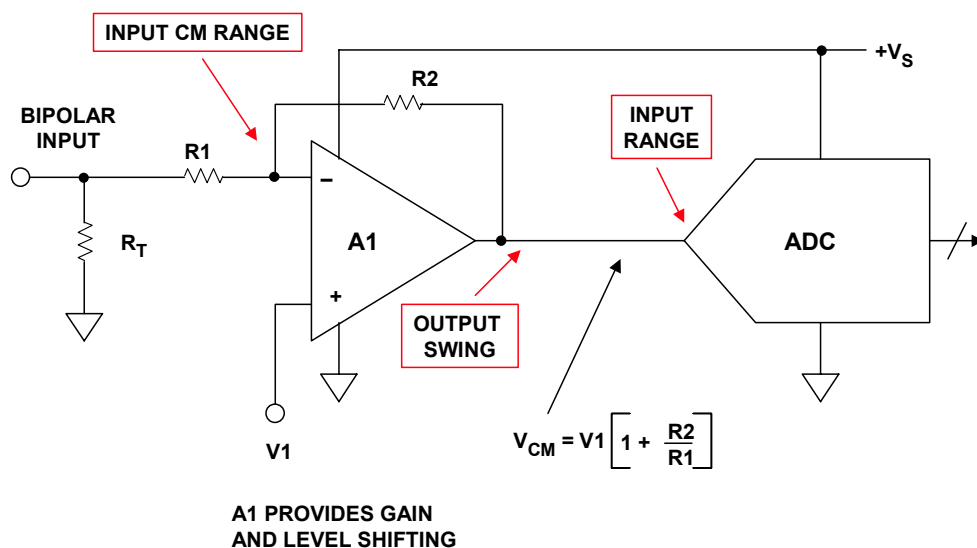 INPUT CM RANGE
+VS
R2
BIPOLAR
INPUT
INPUT
RANGE
R1
−
A1
ADC
RT
+
OUTPUT
SWING
V1
VCM = V1 [ 1 + R2/R1 ]
A1 PROVIDES GAIN
AND LEVEL SHIFTING